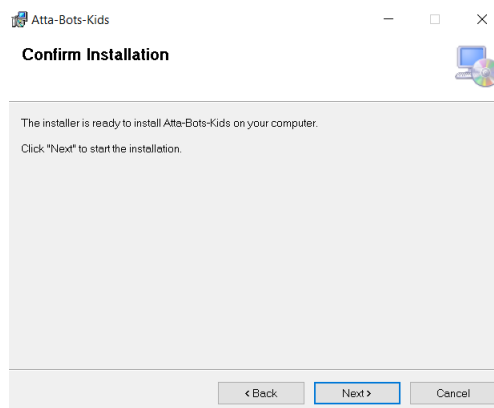 Atta-Bots-Kids
Confirm Installation
The installer is ready to install Atta-Bots-Kids on your computer.
Click "Next" to start the installation.
< Back
Next >
Cancel